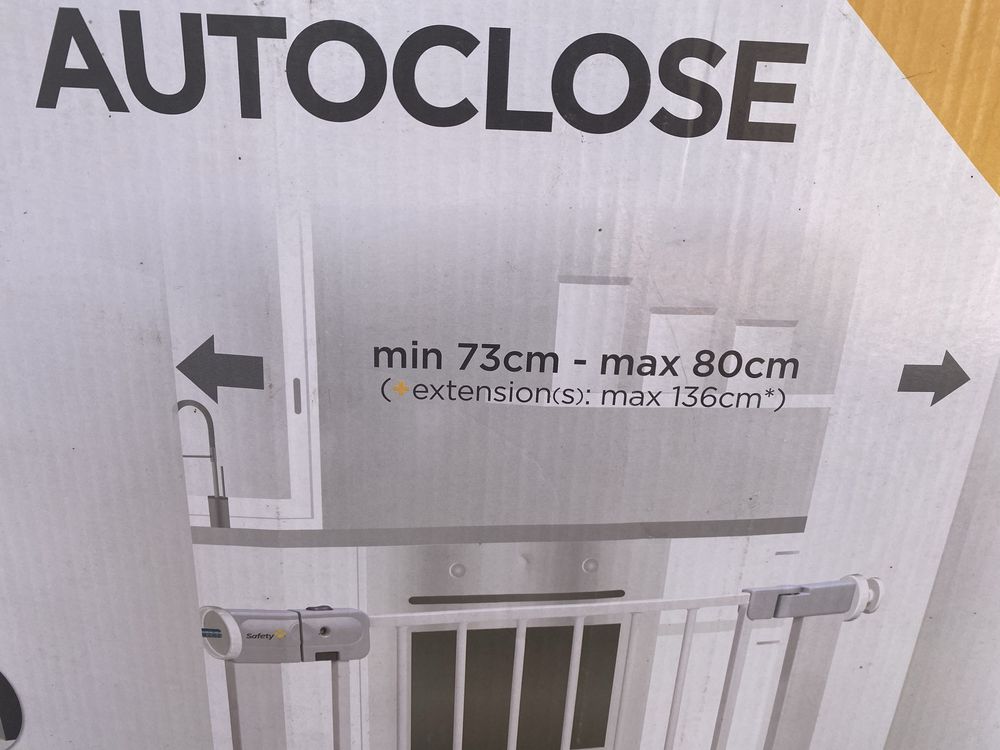 AUTOCLOSE
min 73cm - max 80cm
(+extension(s): max 136cm*)
Safety